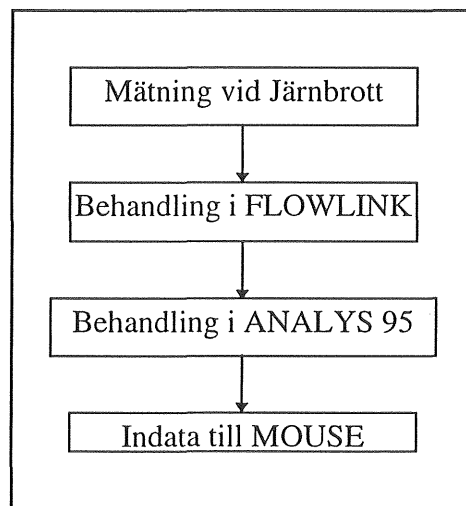 Mätning vid Järnbrott
Behandling i FLOWLINK
Behandling i ANALYS 95
Indata till MOUSE